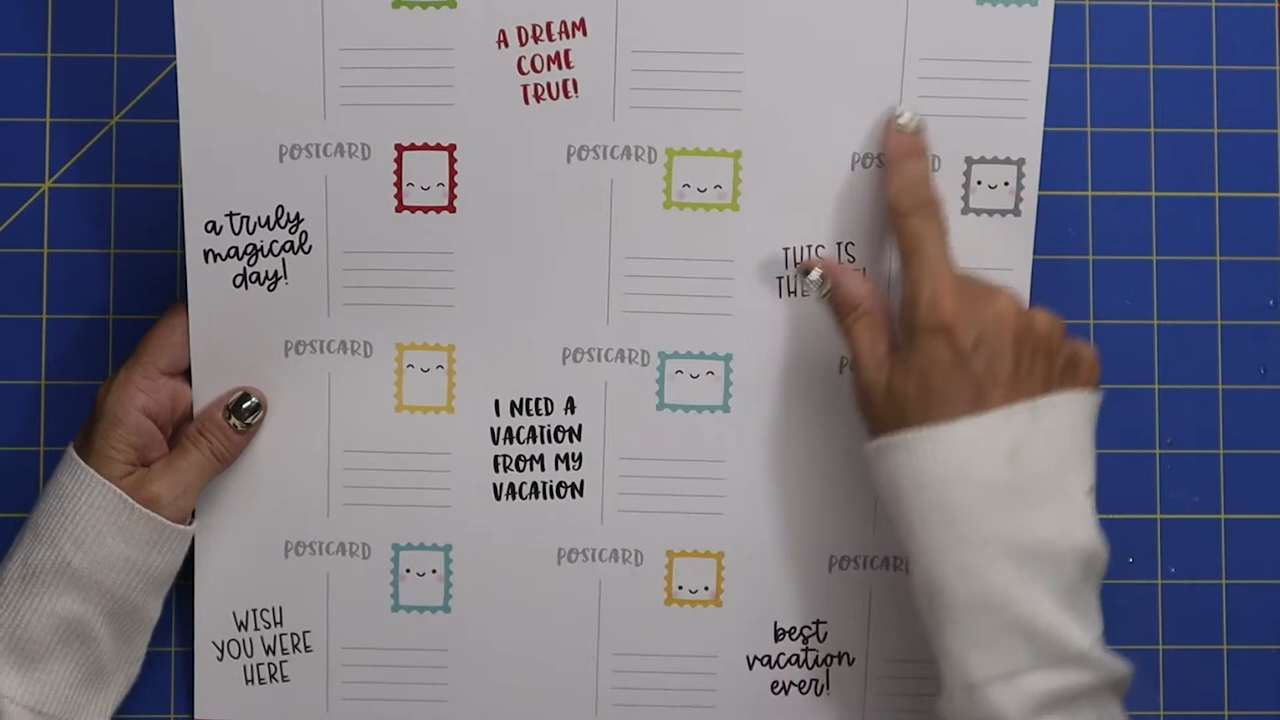 A DREAM
COME
TRUE!
POSTCARD
POSTCARD
a truly
magical
day!
THIS IS
POSTCARD
POSTCARD
I NEED A
VACATION
FROM MY
VACATION
POSTCARD
POSTCARD
WISH
YOU WERE
HERE
best
vacation
ever!